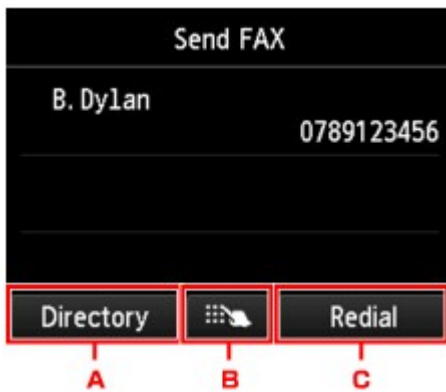 Send FAX
B. Dylan
0789123456
Directory Redial
A B C